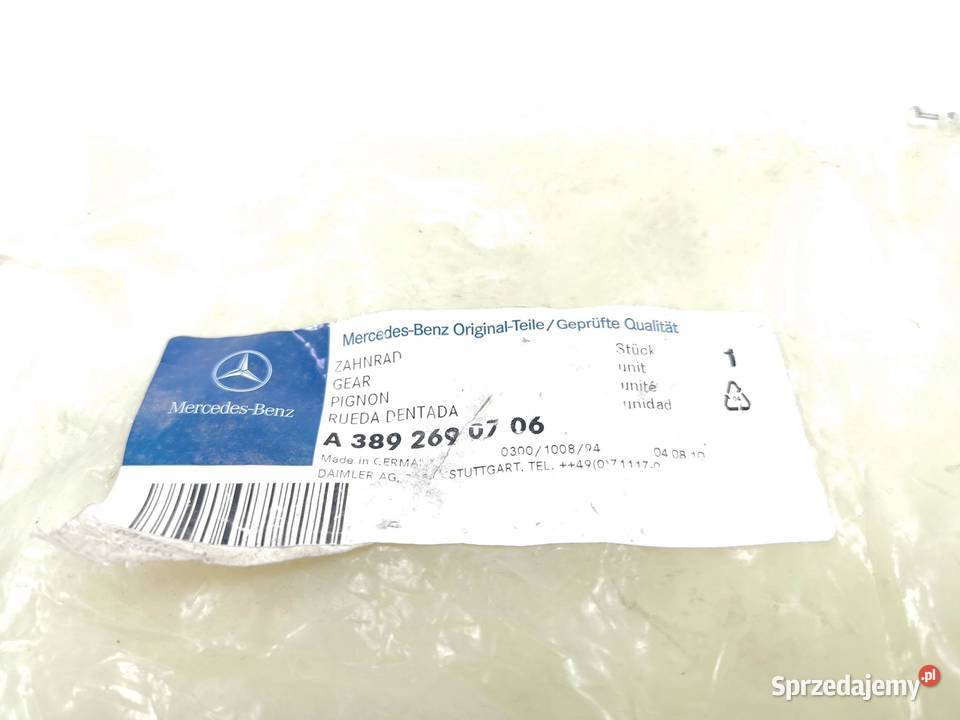 Mercedes-Benz Original-Teile/Geprüfte Qualität
Mercedes-Benz
ZAHNRAD
GEAR
PIGNON
RUEDA DENTADA
Stück
unit
unité
unidad
1
A 389 269 07 06
0300/1008/94
04.08.10
Made in
DAIMLER AG,
STUTTGART. TEL. ++49(0)71117-0
Sprzedajemy.pl